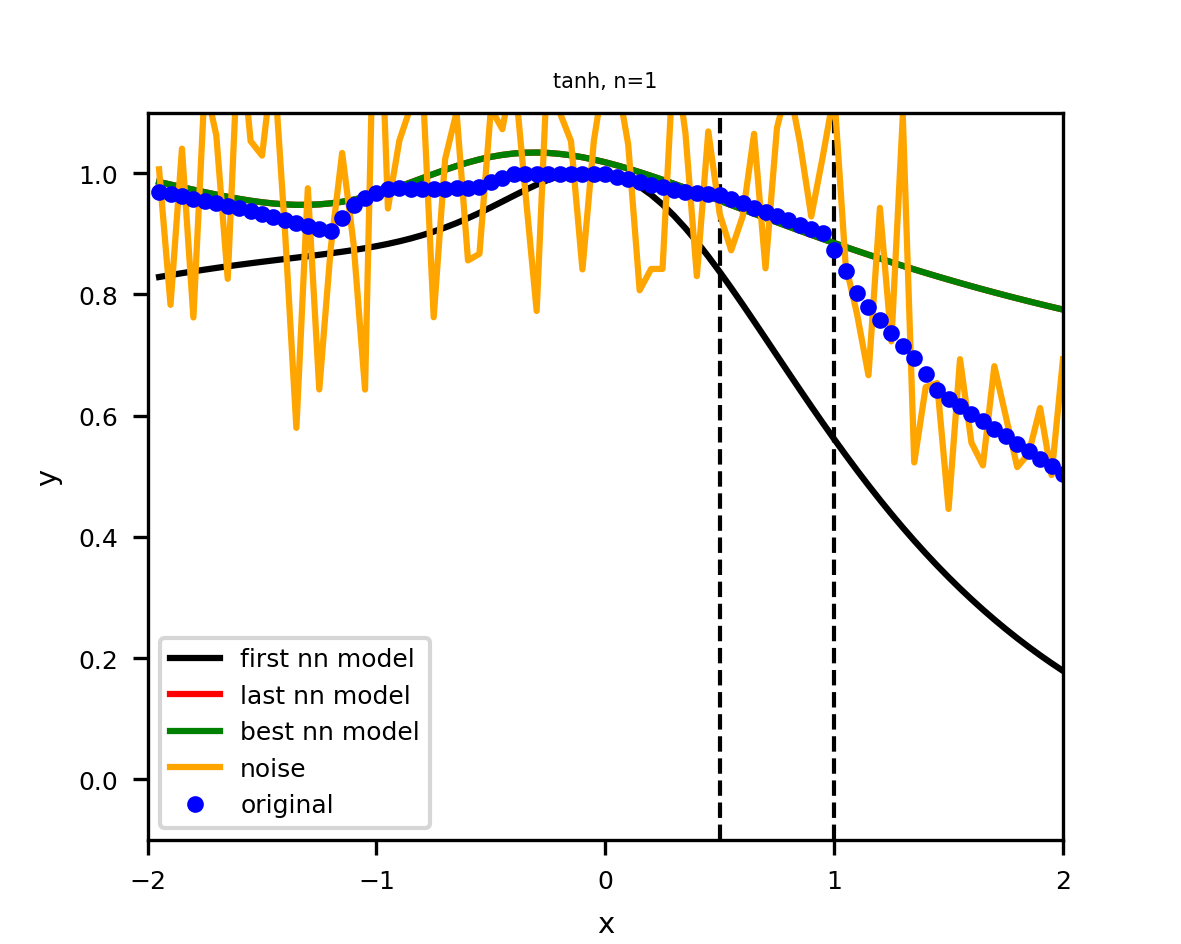 tanh, n=1
1.0
0.8
0.6
0.4
0.2
0.0
y
first nn model
last nn model
best nn model
noise
original
−2
−1
0
1
2
x